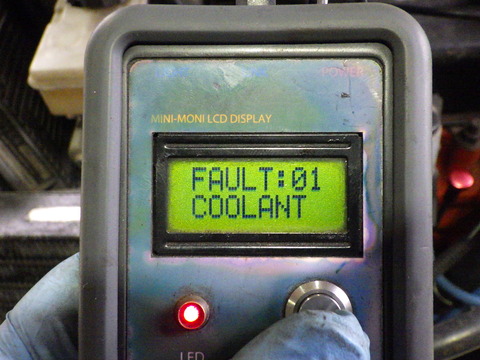 POWER
MINI-MONI LCD DISPLAY
FAULT:01
COOLANT
LED